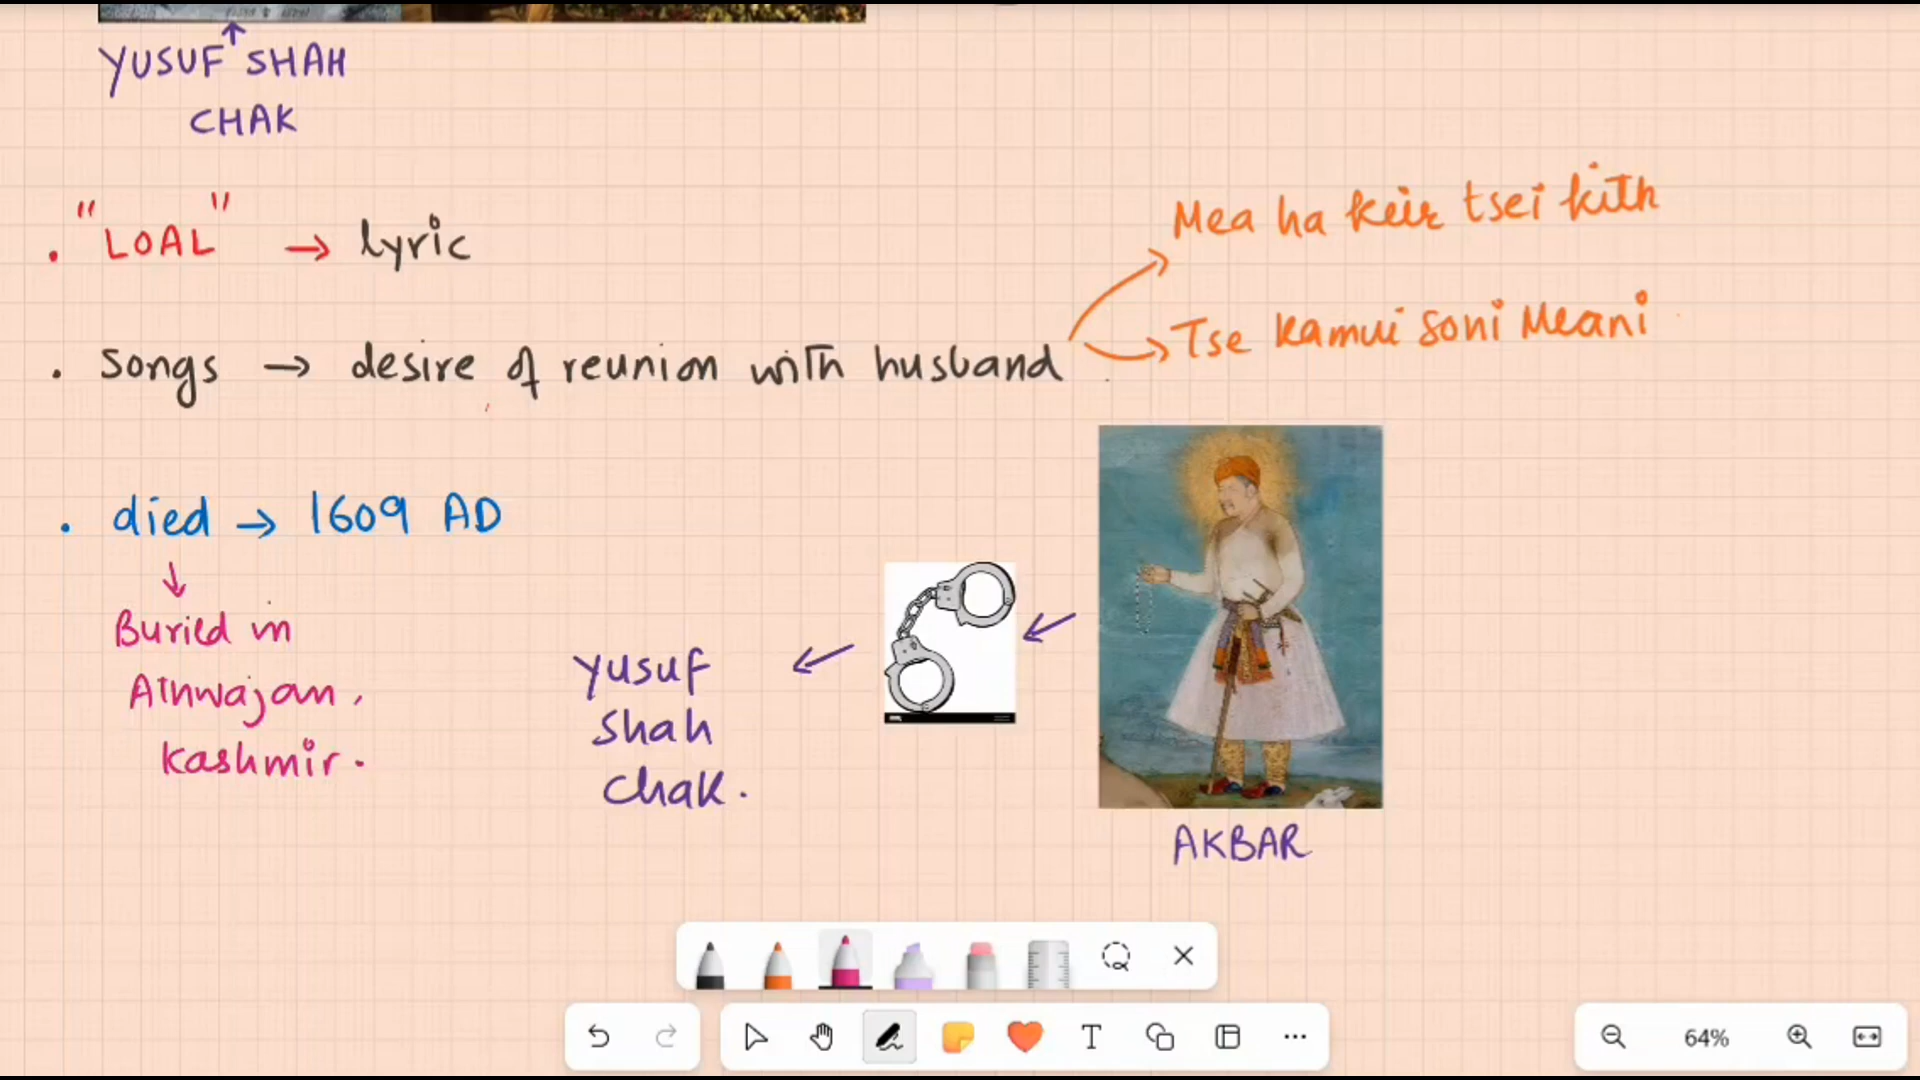 YUSUF SHAH
CHAK
. "LOAL" → lyric
Mea ha keir tsei kith
. Songs → desire of reunion with husband
Tse kamui soni Meani
. died → 1609 AD
Buried in
Athwajan,
Kashmir.
Yusuf
Shah
Chak.
AKBAR
T
64%